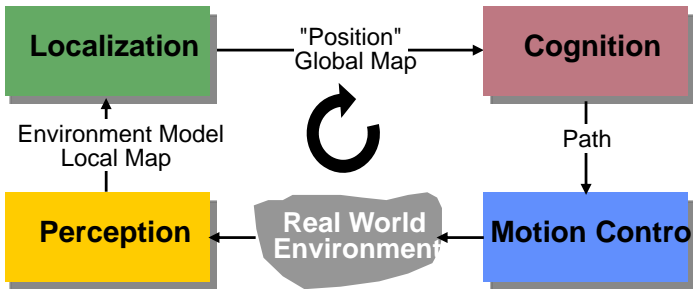 Localization
"Position"
Global Map
Cognition
Environment Model
Local Map
Path
Perception
Real World
Environment
Motion Contro